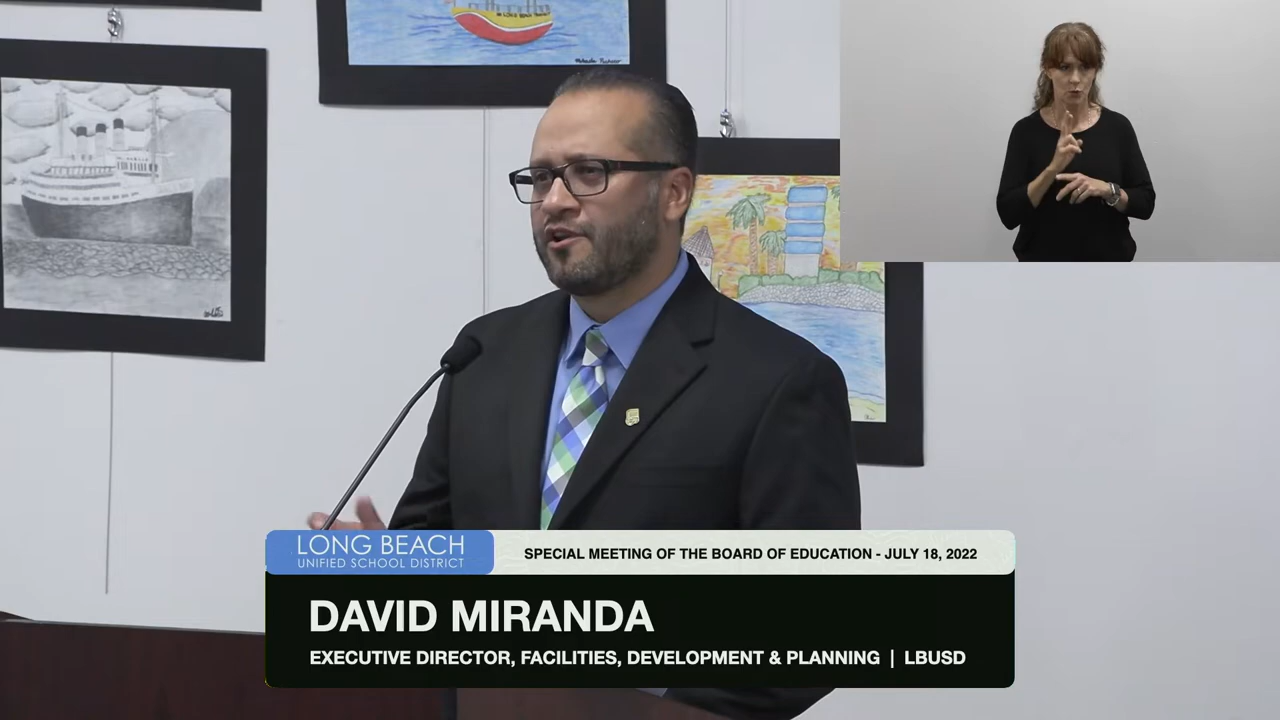 LONG BEACH
UNIFIED SCHOOL DISTRICT
SPECIAL MEETING OF THE BOARD OF EDUCATION - JULY 18, 2022
DAVID MIRANDA
EXECUTIVE DIRECTOR, FACILITIES, DEVELOPMENT & PLANNING | LBUSD